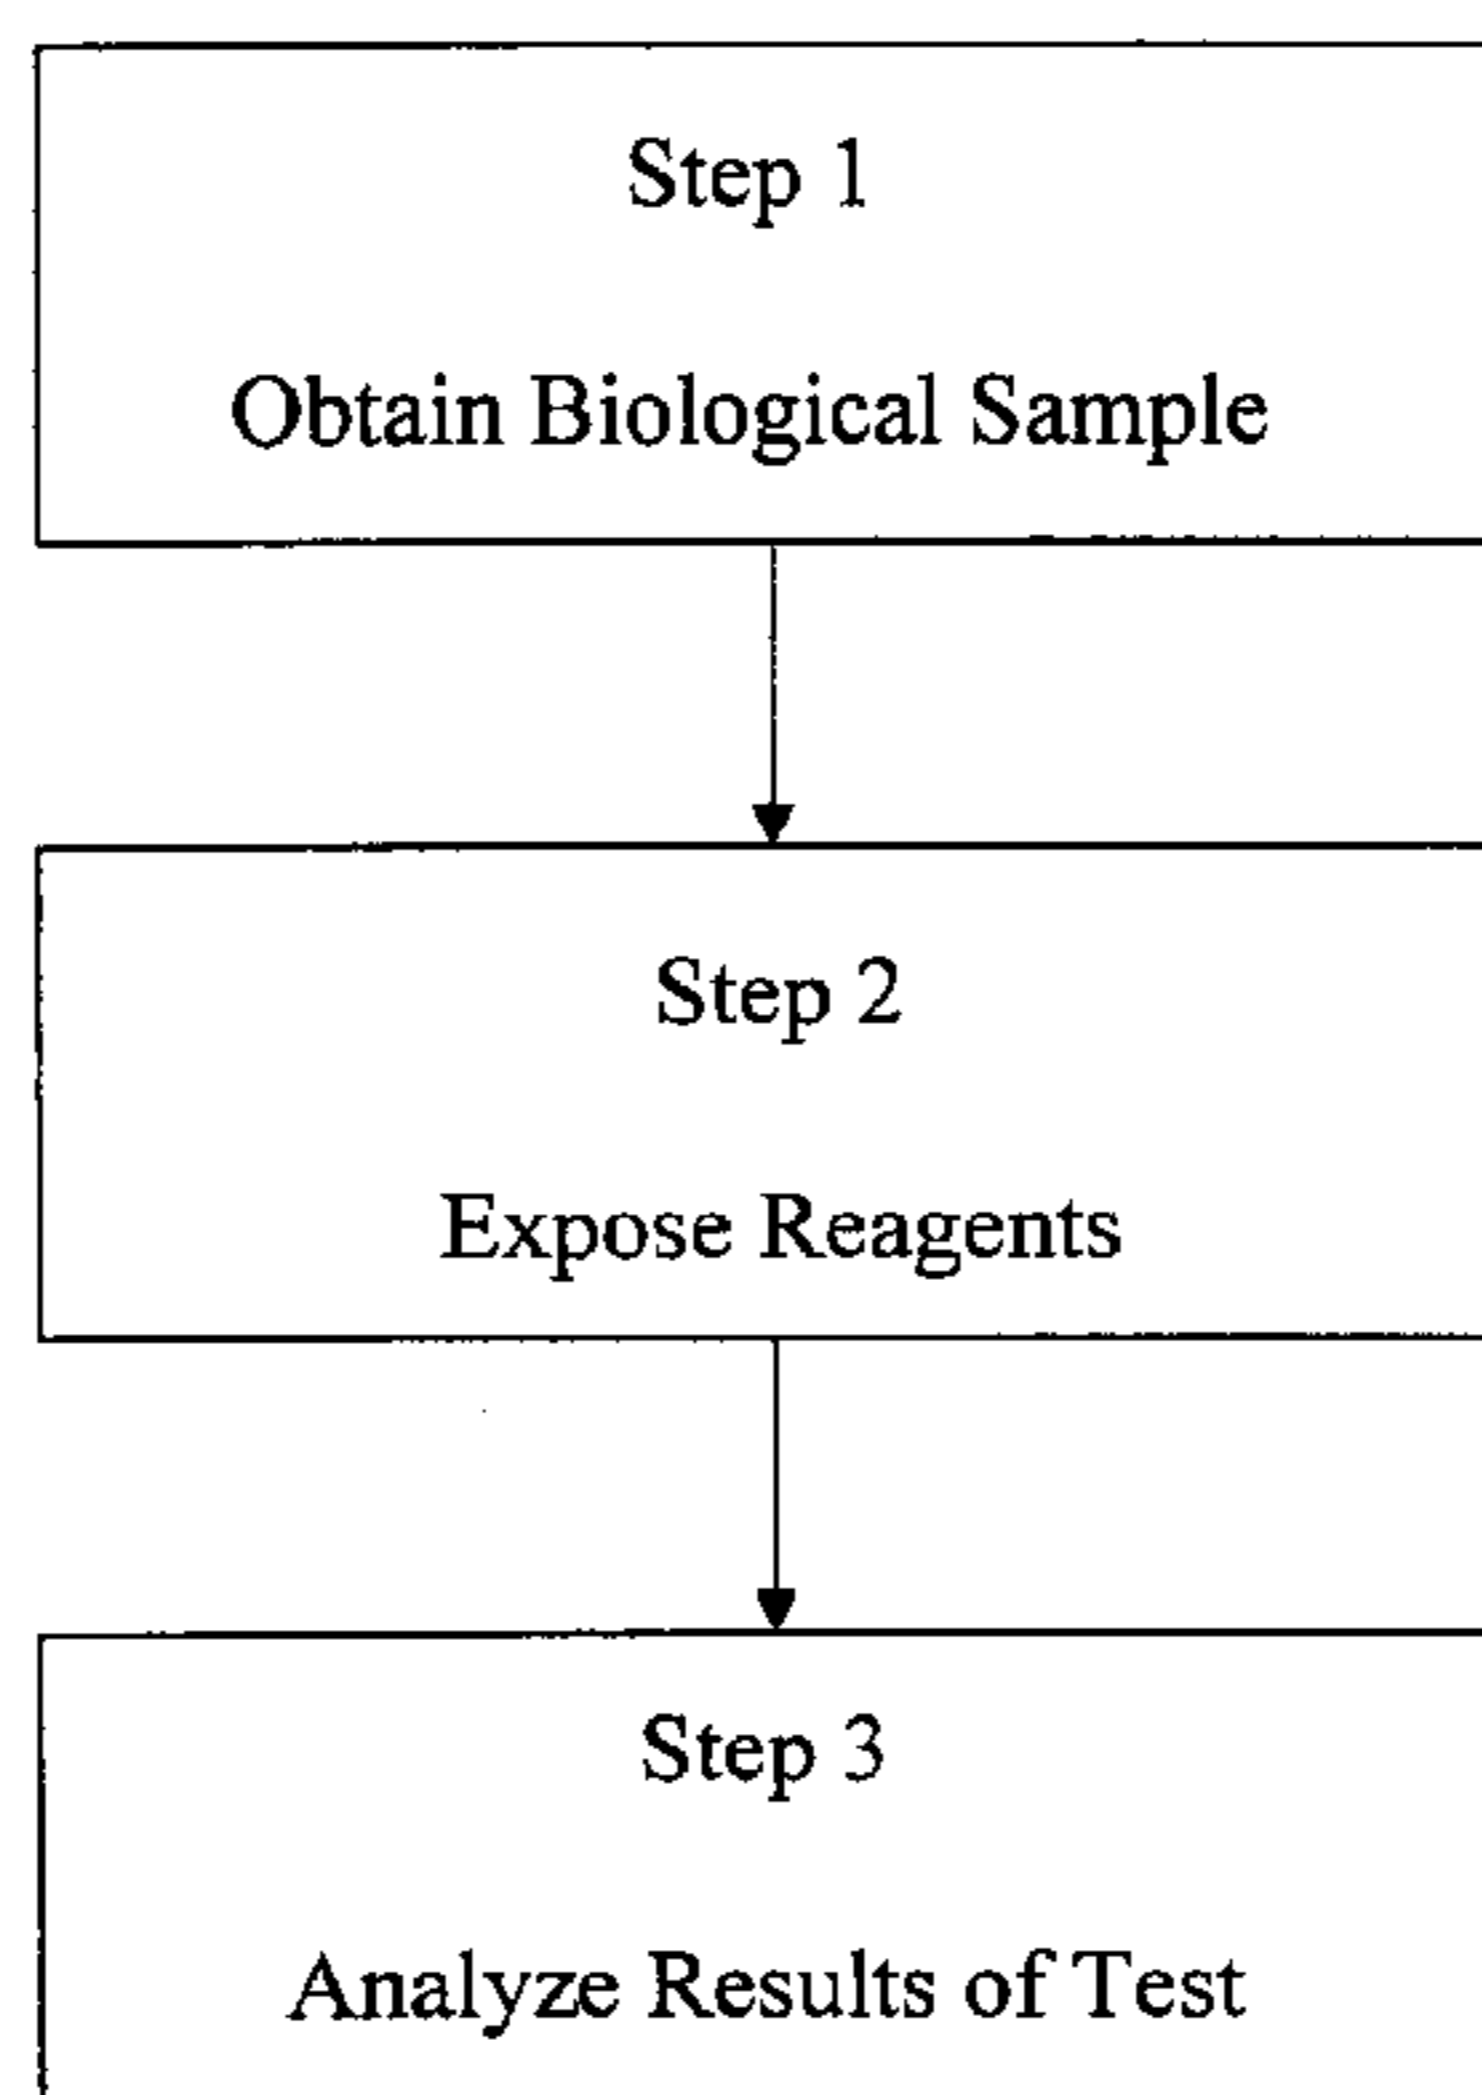 Step 1
Obtain Biological Sample
Step 2
Expose Reagents
Step 3
Analyze Results of Test